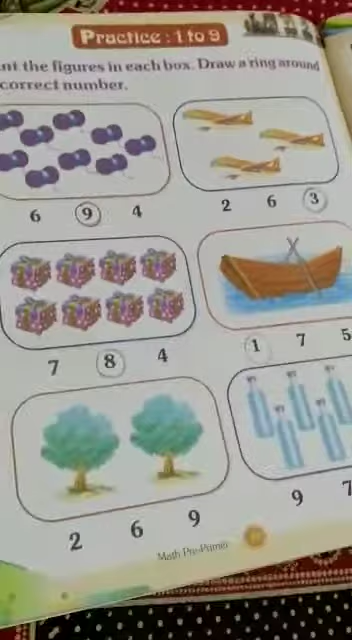 Practice : 1 to 9
nt the figures in each box. Draw a ring around
correct number.
6 9 4
2 6 3
7 8 4
1 7 5
2 6 9
9 7
Math Pre-Primer